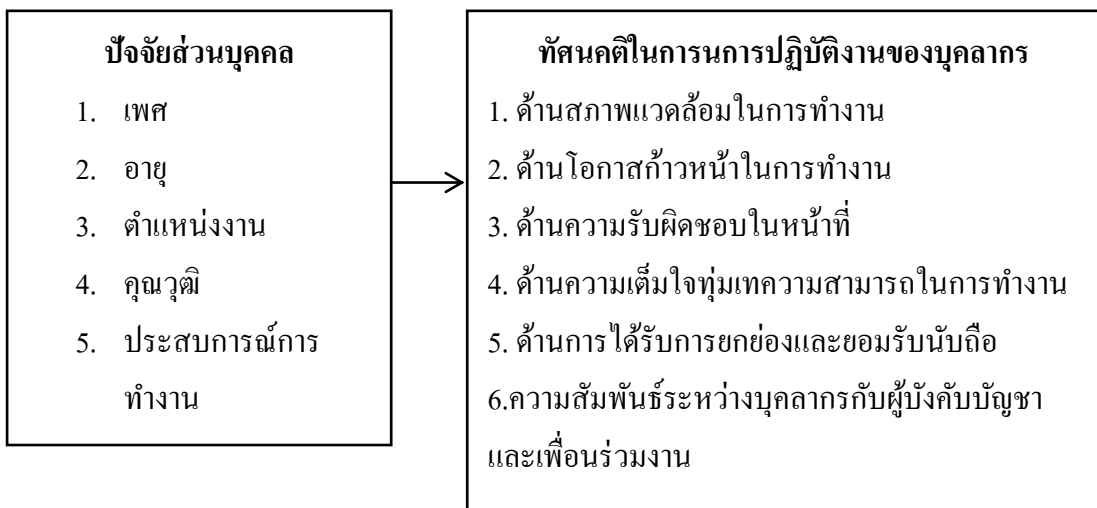 ปัจจัยส่วนบุคคล
1. เพศ
2. อายุ
3. ตำแหน่งงาน
4. คุณวุฒิ
5. ประสบการณ์การ
ทำงาน
ทัศนคติในการนการปฏิบัติงานของบุคลากร
1. ด้านสภาพแวดล้อมในการทำงาน
2. ด้านโอกาสก้าวหน้าในการทำงาน
3. ด้านความรับผิดชอบในหน้าที่
4. ด้านความเต็มใจทุ่มเทความสามารถในการทำงาน
5. ด้านการได้รับการยกย่องและยอมรับนับถือ
6.ความสัมพันธ์ระหว่างบุคลากรกับผู้บังคับบัญชา
และเพื่อนร่วมงาน